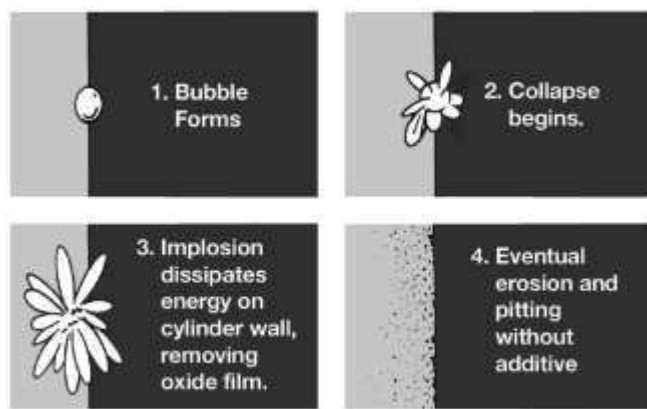 1. Bubble
Forms
2. Collapse
begins.
3. Implosion
dissipates
energy on
cylinder wall,
removing
oxide film.
4. Eventual
erosion and
pitting
without
additive